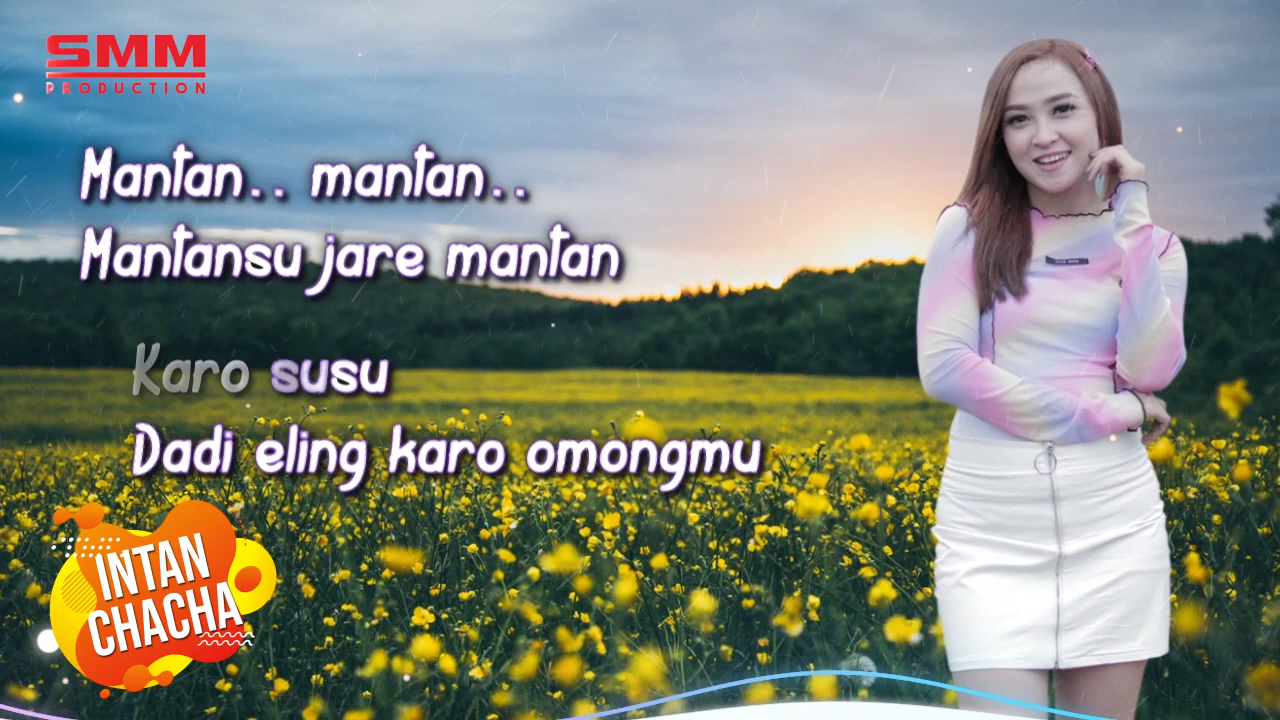 SMM
PRODUCTION
Mantan.. mantan..
Mantansu jare mantan
Karo susu
Dadi eling karo omongmu
INTAN
CHACHA